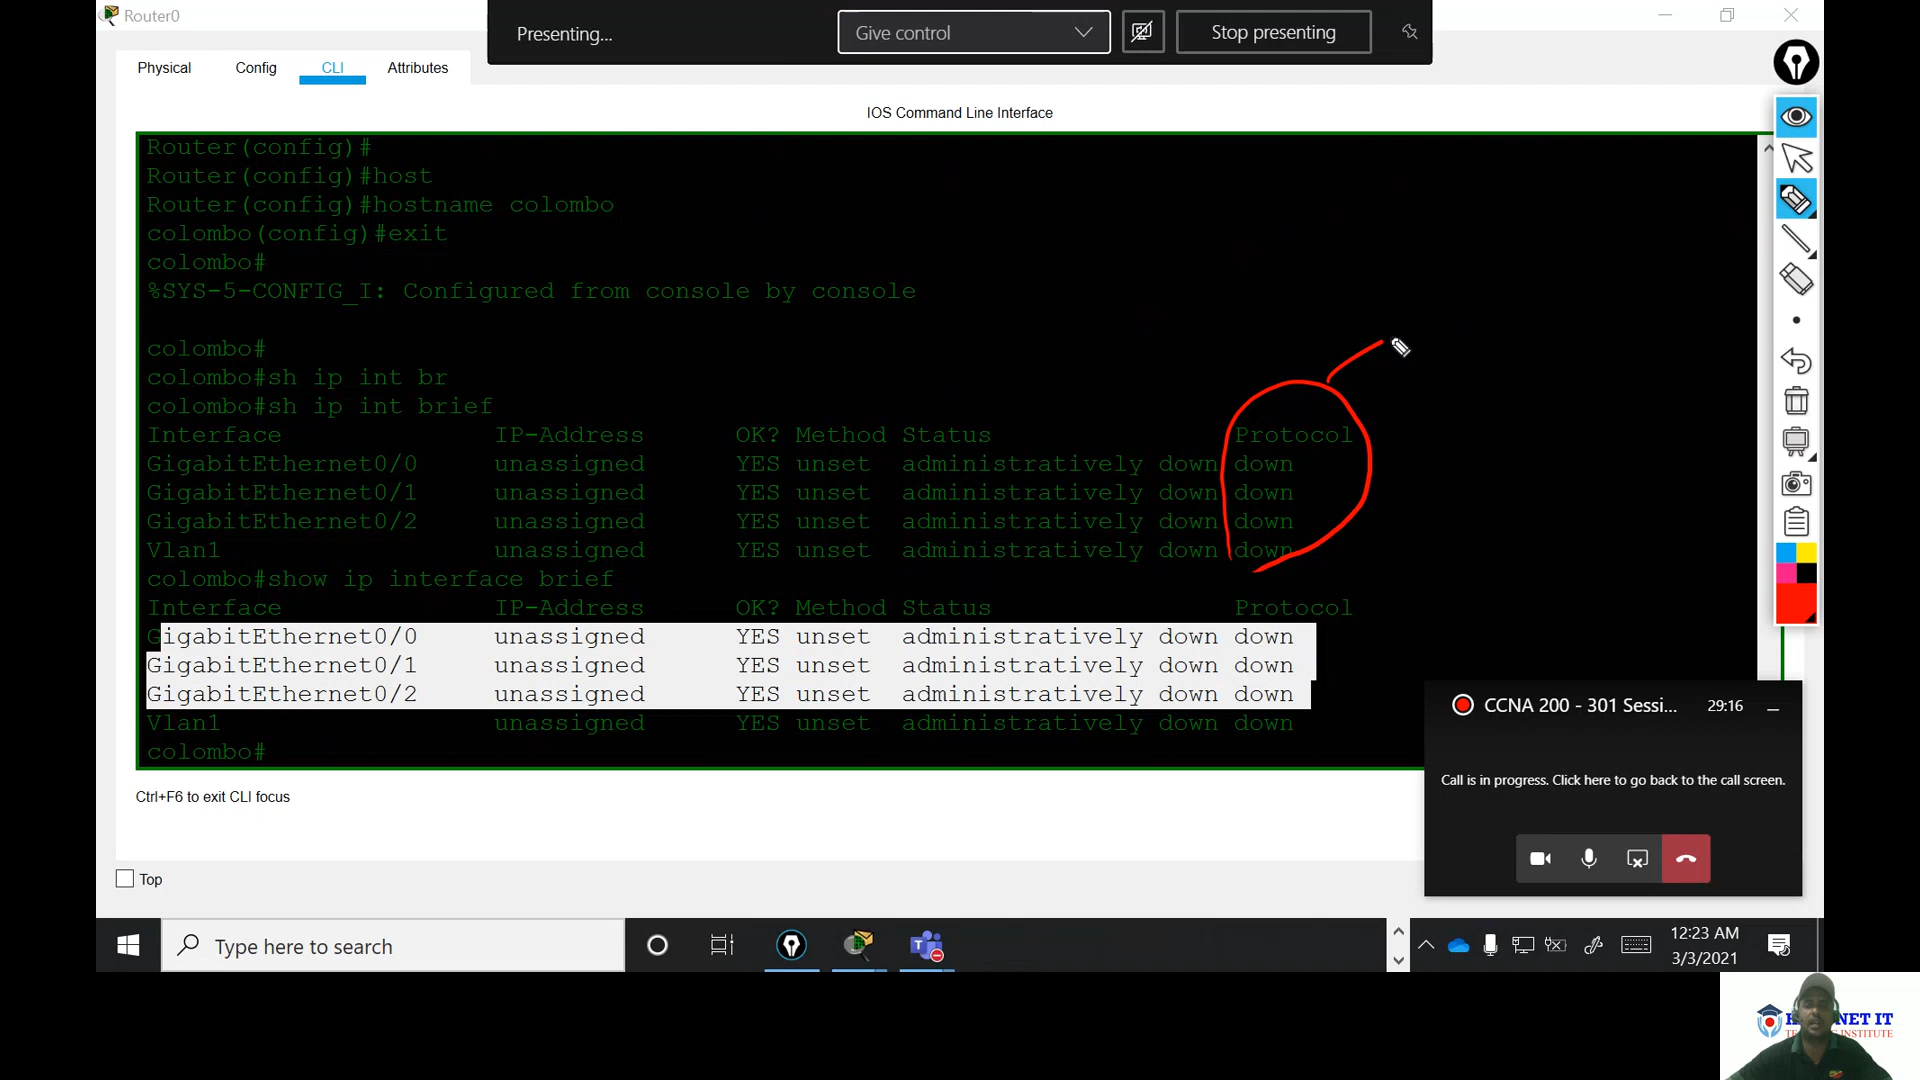 Router0
Presenting...
Give control
Stop presenting
Physical
Config
CLI
Attributes
IOS Command Line Interface
Router(config)#
Router(config)#host
Router(config)#hostname colombo
colombo(config)#exit
colombo#
%SYS-5-CONFIG_I: Configured from console by console
colombo#
colombo#sh ip int br
colombo#sh ip int brief
Interface IP-Address OK? Method Status Protocol
GigabitEthernet0/0 unassigned YES unset administratively down down
GigabitEthernet0/1 unassigned YES unset administratively down down
GigabitEthernet0/2 unassigned YES unset administratively down down
Vlan1 unassigned YES unset administratively down down
colombo#show ip interface brief
Interface IP-Address OK? Method Status Protocol
GigabitEthernet0/0 unassigned YES unset administratively down down
GigabitEthernet0/1 unassigned YES unset administratively down down
GigabitEthernet0/2 unassigned YES unset administratively down down
Vlan1 unassigned YES unset administratively down down
colombo#
CCNA 200 - 301 Sessi... 29:16
Call is in progress. Click here to go back to the call screen.
Ctrl+F6 to exit CLI focus
Top
Type here to search
12:23 AM
3/3/2021
NET IT
INSTITUTE